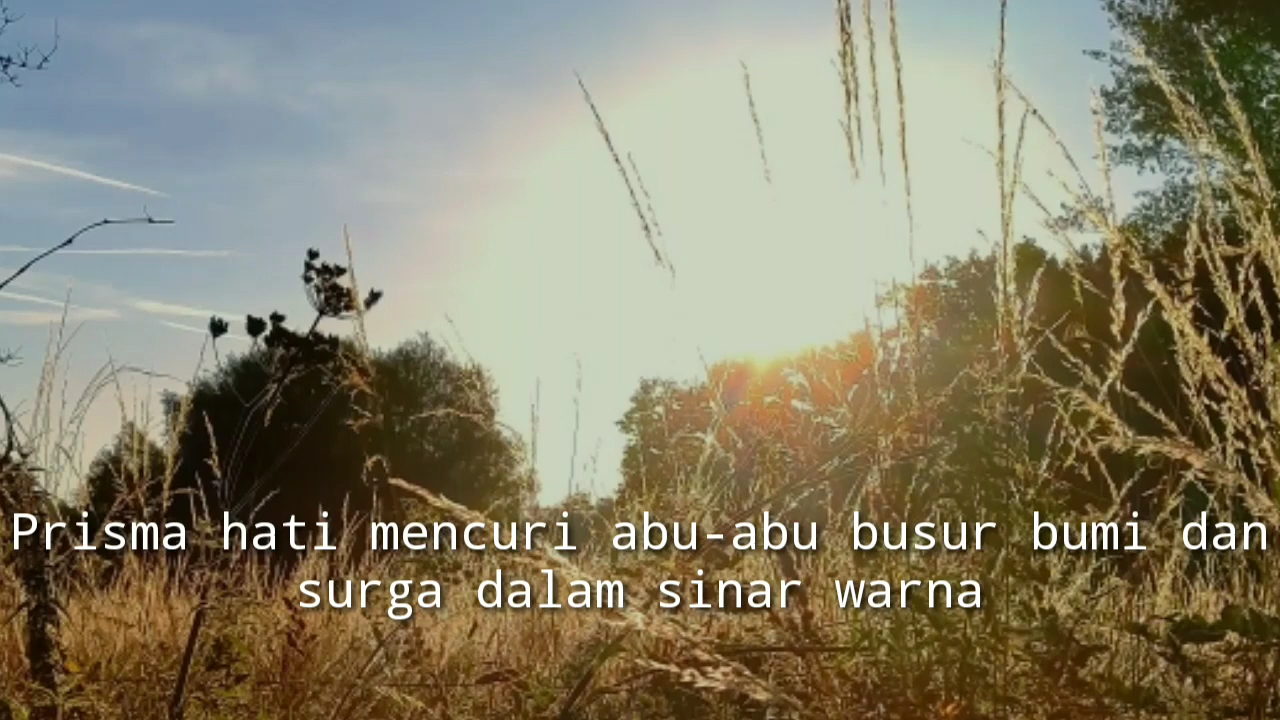 Prisma hati mencuri abu-abu busur bumi dan
surga dalam sinar warna